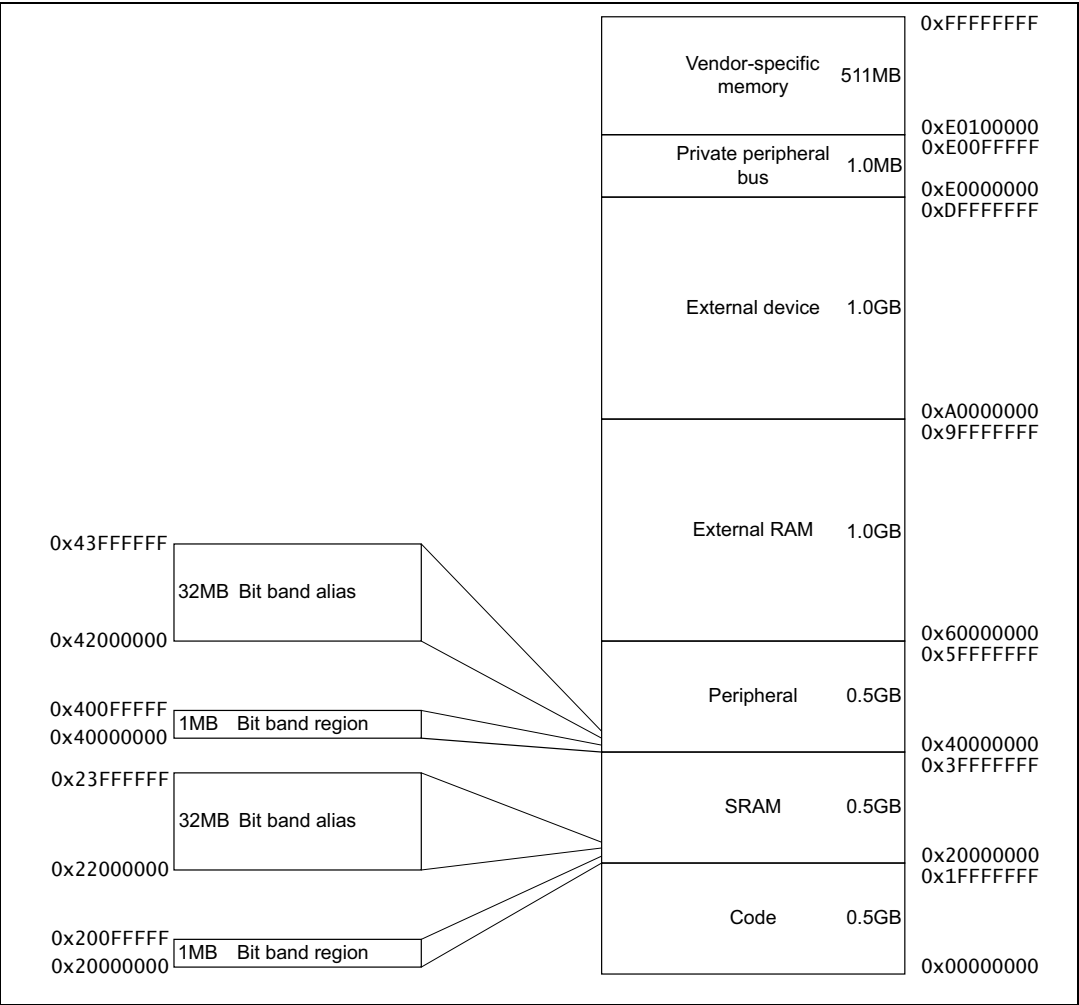 0xFFFFFFFF
Vendor-specific
memory
511MB
0xE0100000
0xE00FFFFF
Private peripheral
bus
1.0MB
0xE0000000
0xDFFFFFFF
External device 1.0GB
0xA0000000
0x9FFFFFFF
External RAM 1.0GB
0x60000000
0x5FFFFFFF
Peripheral 0.5GB
0x40000000
0x3FFFFFFF
SRAM 0.5GB
0x20000000
0x1FFFFFFF
Code 0.5GB
0x00000000
0x43FFFFFF
32MB Bit band alias
0x42000000
0x400FFFFF
1MB Bit band region
0x40000000
0x23FFFFFF
32MB Bit band alias
0x22000000
0x200FFFFF
1MB Bit band region
0x20000000